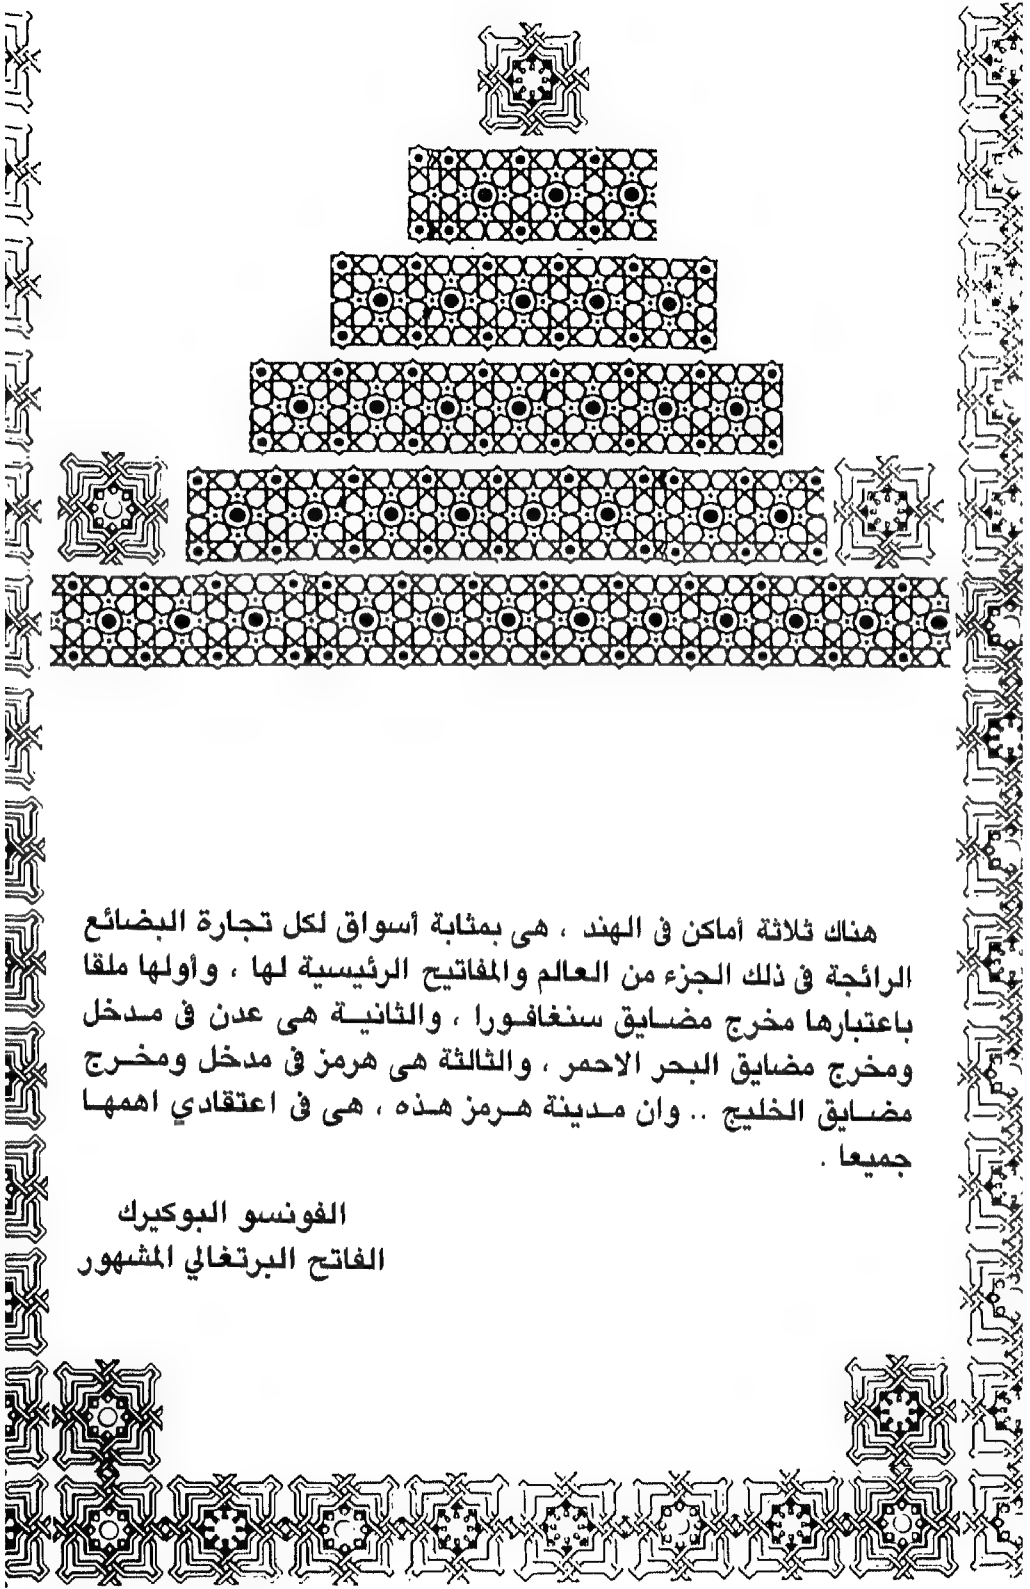 هناك ثلاثة أماكن فى الهند ، هى بمثابة أسواق لكل تجارة البضائع
الرائجة فى ذلك الجزء من العالم والمفاتيح الرئيسية لها ، وأولها ملقا
باعتبارها مخرج مضايق سنغافورا ، والثانية هى عدن فى مدخل
ومخرج مضايق البحر الاحمر ، والثالثة هى هرمز فى مدخل ومخرج
مضايق الخليج .. وان مدينة هرمز هذه ، هى فى اعتقادي اهمها
جميعا .
الفونسو البوكيرك
الفاتح البرتغالي المشهور